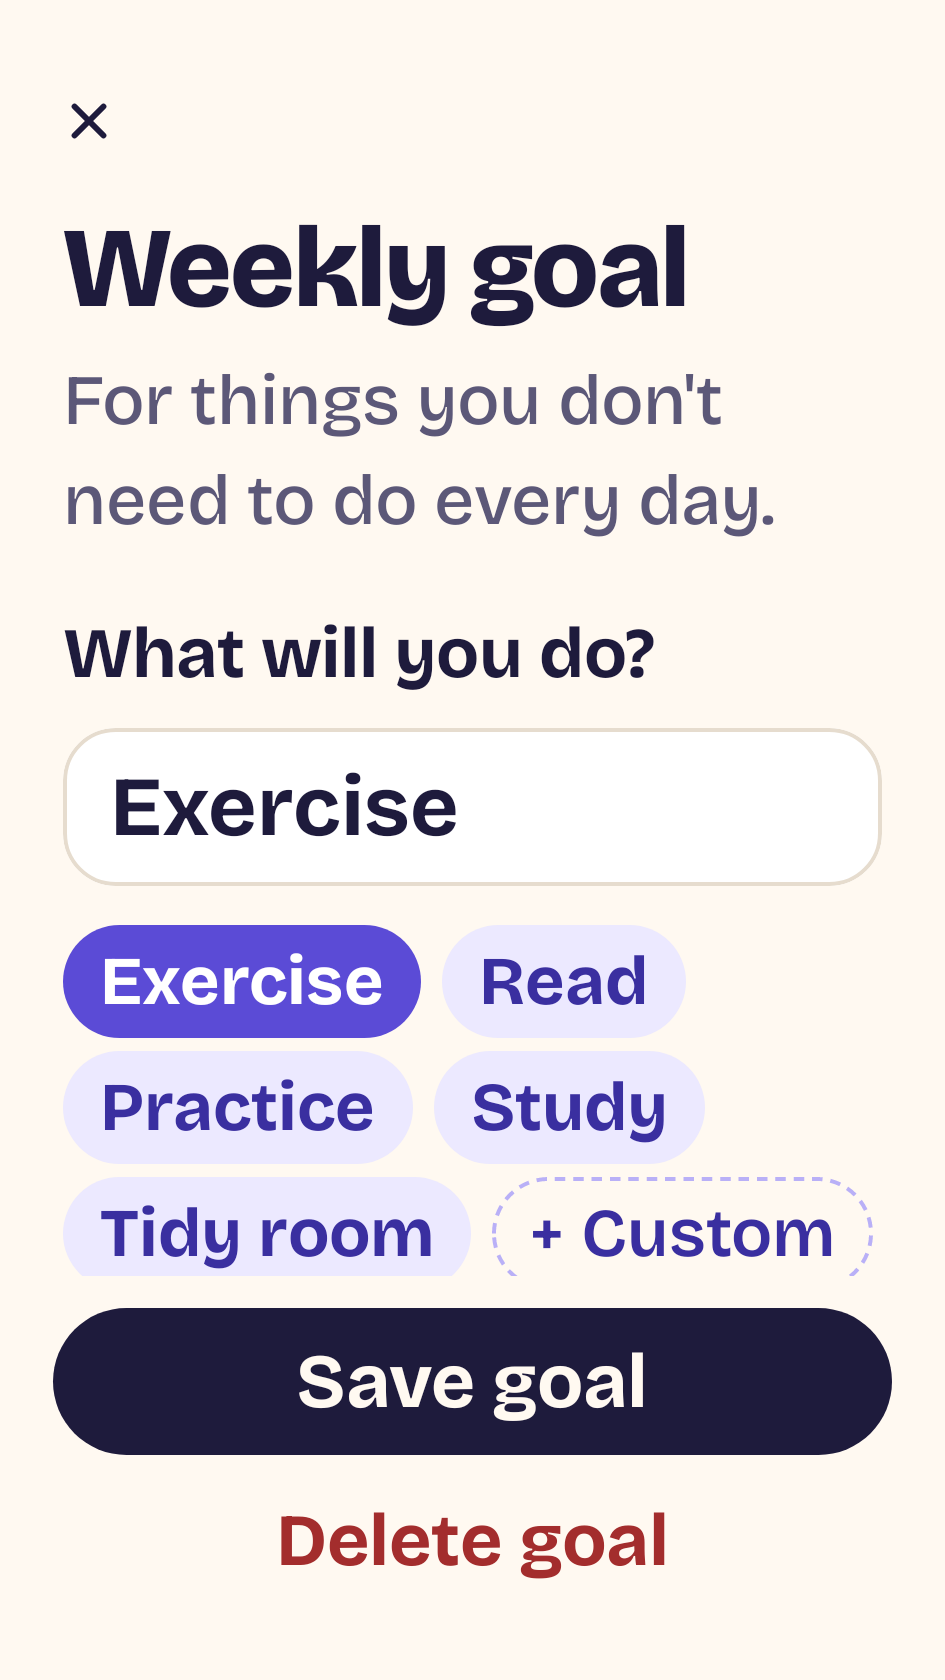 Weekly goal
For things you don't
need to do every day.
What will you do?
Exercise
Exercise Read
Practice Study
Tidy room + Custom
Save goal
Delete goal